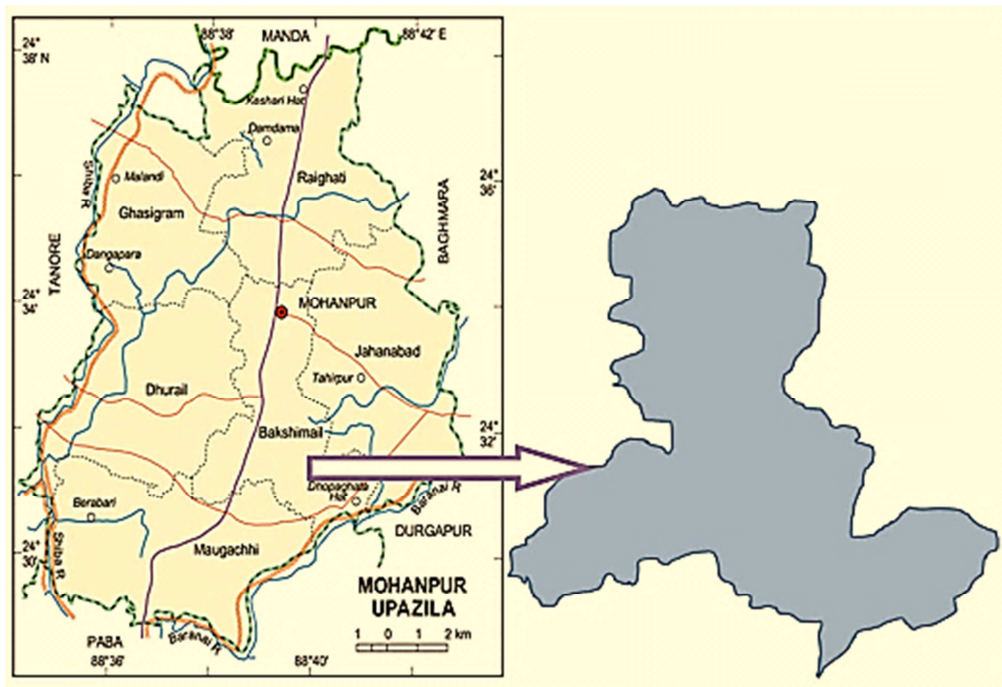 88°38'
MANDA
88°42' E
24°
38' N
Kashari Hat
Damdama
Shiba R
Malandi
Raighati
24°
36'
Ghasigram
BAGHMARA
TANORE
Dangapara
24°
34'
MOHANPUR
Jahanabad
Tahirpur
Dhurail
Bakshimail
24°
32'
Dhopaghata
Hat
Baranai R
Berabari
DURGAPUR
Shiba R
Maugachhi
24°
30'
MOHANPUR
UPAZILA
1 0 1 2 km
PABA
Baranai R
88°36'
88°40'